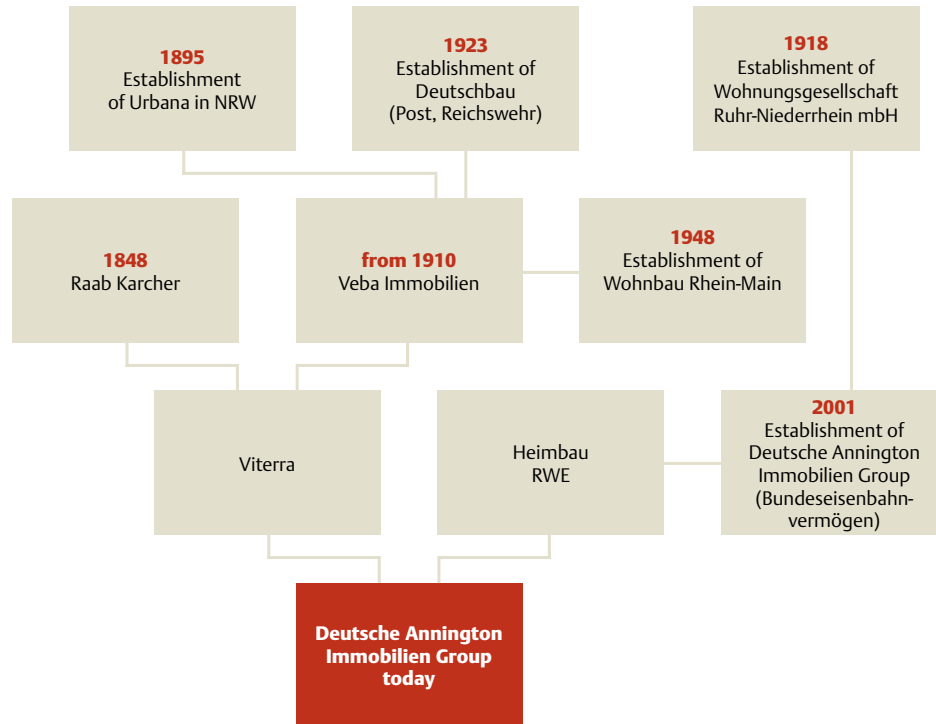 1895
Establishment
of Urbana in NRW
1923
Establishment of
Deutschbau
(Post, Reichswehr)
1918
Establishment of
Wohnungsgesellschaft
Ruhr-Niederrhein mbH
1848
Raab Karcher
from 1910
Veba Immobilien
1948
Establishment of
Wohnbau Rhein-Main
Viterra
Heimbau
RWE
2001
Establishment of
Deutsche Annington
Immobilien Group
(Bundeseisenbahn-
vermögen)
Deutsche Annington
Immobilien Group
today